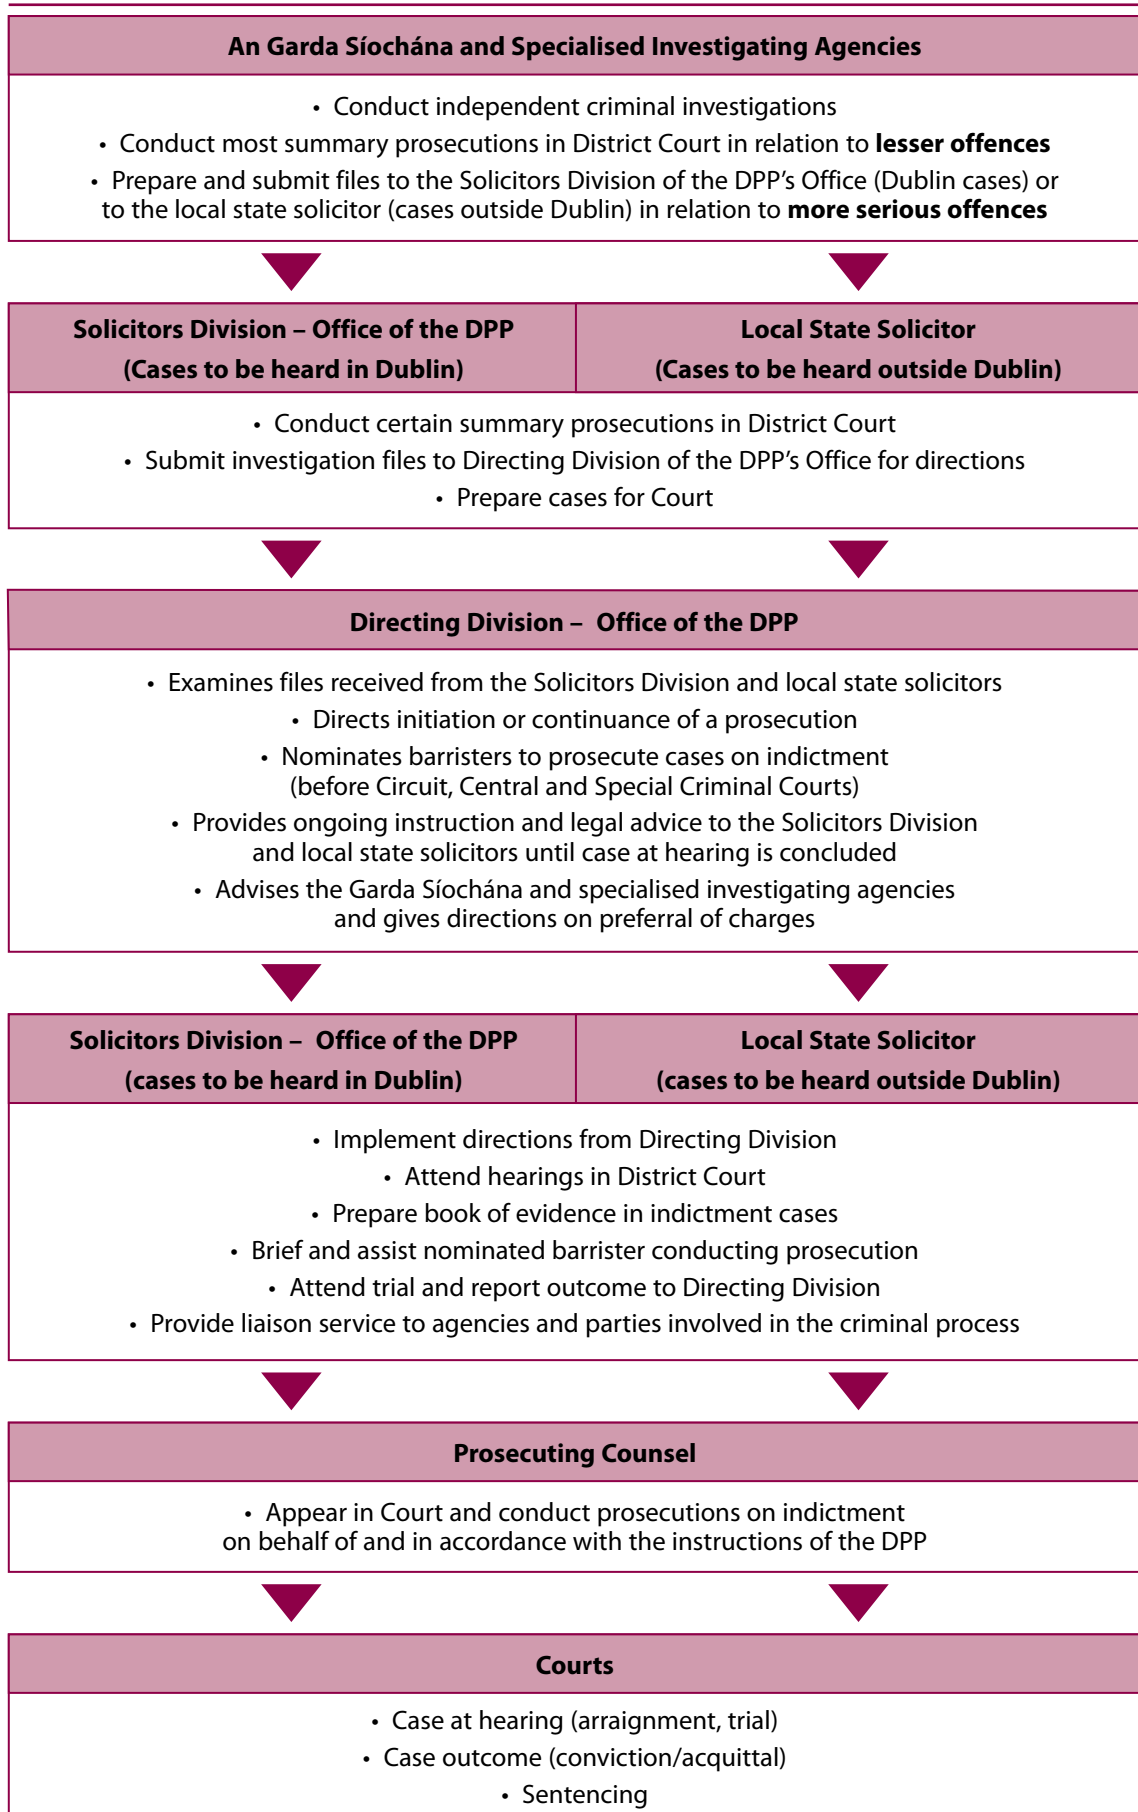 An Garda Síochána and Specialised Investigating Agencies
• Conduct independent criminal investigations
• Conduct most summary prosecutions in District Court in relation to lesser offences
• Prepare and submit files to the Solicitors Division of the DPP’s Office (Dublin cases) or
to the local state solicitor (cases outside Dublin) in relation to more serious offences
Solicitors Division – Office of the DPP
(Cases to be heard in Dublin)
Local State Solicitor
(Cases to be heard outside Dublin)
• Conduct certain summary prosecutions in District Court
• Submit investigation files to Directing Division of the DPP’s Office for directions
• Prepare cases for Court
Directing Division – Office of the DPP
• Examines files received from the Solicitors Division and local state solicitors
• Directs initiation or continuance of a prosecution
• Nominates barristers to prosecute cases on indictment
(before Circuit, Central and Special Criminal Courts)
• Provides ongoing instruction and legal advice to the Solicitors Division
and local state solicitors until case at hearing is concluded
• Advises the Garda Síochána and specialised investigating agencies
and gives directions on preferral of charges
Solicitors Division – Office of the DPP
(cases to be heard in Dublin)
Local State Solicitor
(cases to be heard outside Dublin)
• Implement directions from Directing Division
• Attend hearings in District Court
• Prepare book of evidence in indictment cases
• Brief and assist nominated barrister conducting prosecution
• Attend trial and report outcome to Directing Division
• Provide liaison service to agencies and parties involved in the criminal process
Prosecuting Counsel
• Appear in Court and conduct prosecutions on indictment
on behalf of and in accordance with the instructions of the DPP
Courts
• Case at hearing (arraignment, trial)
• Case outcome (conviction/acquittal)
• Sentencing